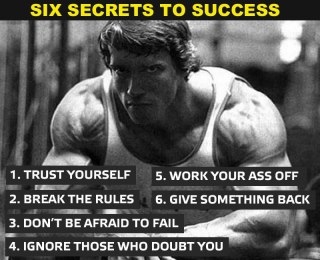 SIX SECRETS TO SUCCESS
1. TRUST YOURSELF
2. BREAK THE RULES
3. DON'T BE AFRAID TO FAIL
4. IGNORE THOSE WHO DOUBT YOU
5. WORK YOUR ASS OFF
6. GIVE SOMETHING BACK